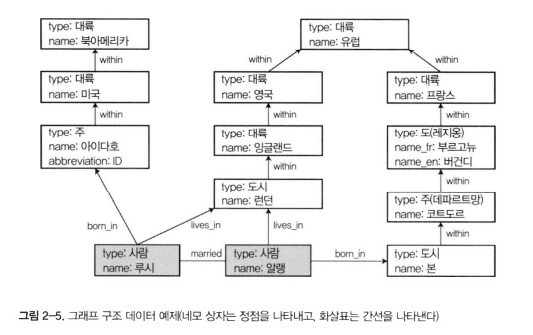 type: 대륙
name: 북아메리카
type: 대륙
name: 유럽
within
within
within
type: 대륙
name: 미국
type: 대륙
name: 영국
type: 대륙
name: 프랑스
within
within
within
type: 주
name: 아이다호
abbreviation: ID
type: 대륙
name: 잉글랜드
type: 도(레지옹)
name_fr: 부르고뉴
name_en: 버건디
within
within
type: 도시
name: 런던
type: 주(데파르트망)
name: 코트도르
born_in
lives_in
lives_in
within
type: 사람
name: 루시
married
type: 사람
name: 알랭
born_in
type: 도시
name: 본
그림 2-5. 그래프 구조 데이터 예제(네모 상자는 정점을 나타내고, 화살표는 간선을 나타낸다)